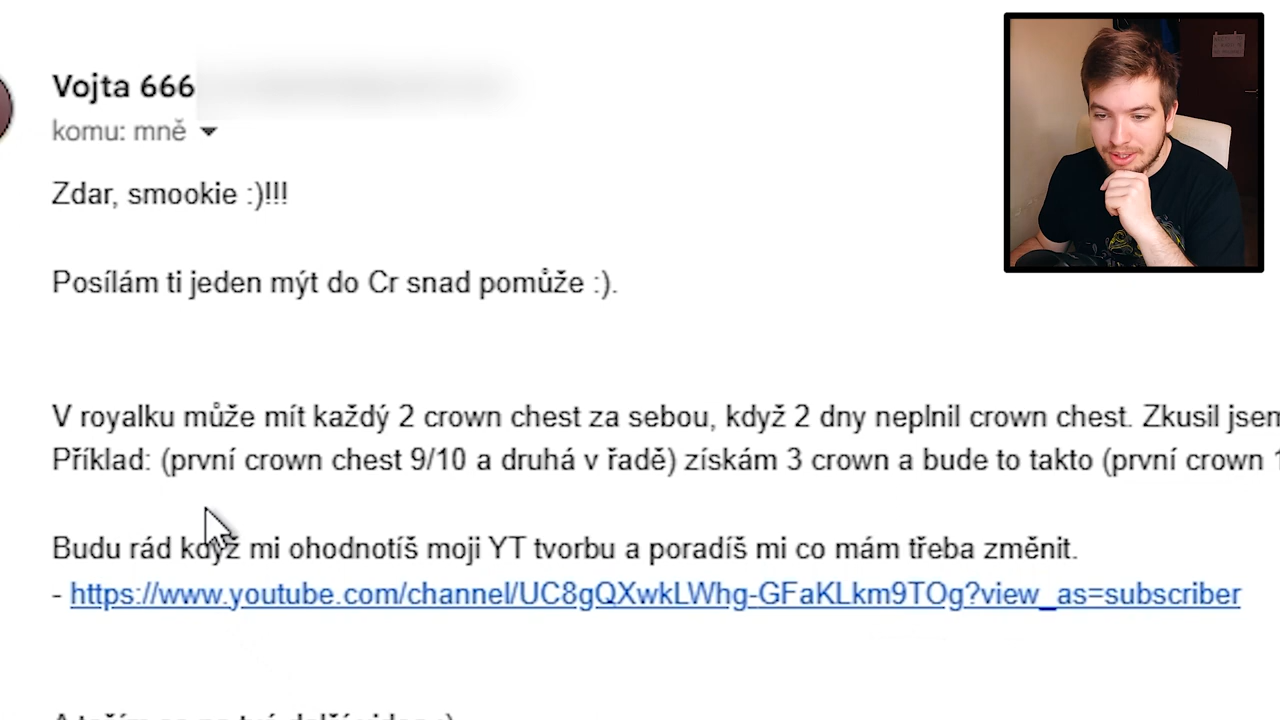 Vojta 666
komu: mně
Zdar, smookie :)!!!
Posílám ti jeden mýt do Cr snad pomůže :).
V royalku může mít každý 2 crown chest za sebou, když 2 dny neplnil crown chest. Zkusil jsem
Příklad: (první crown chest 9/10 a druhá v řadě) získám 3 crown a bude to takto (první crown 1
Budu rád když mi ohodnotíš moji YT tvorbu a poradíš mi co mám třeba změnit.
- https://www.youtube.com/channel/UC8gQXwkLWhg-GFaKLkm9TOg?view_as=subscriber